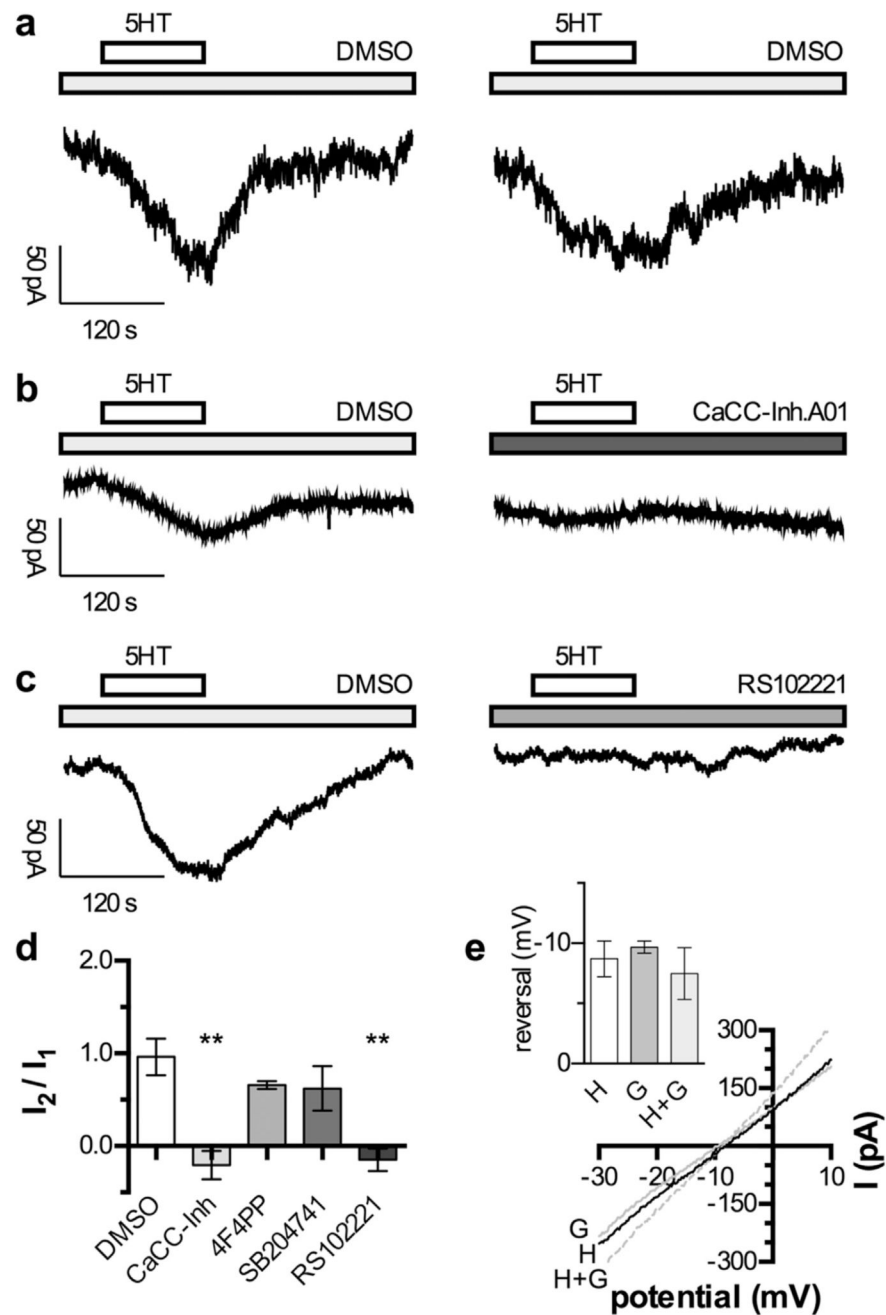 a
5HT
DMSO
5HT
DMSO
50 pA
120 s
b
5HT
DMSO
5HT
CaCC-Inh.A01
50 pA
120 s
c
5HT
DMSO
5HT
RS102221
50 pA
120 s
d
2.0
1.0
0.0
I2 / I1
**
**
DMSO
CaCC-Inh
4F4PP
SB204741
RS102221
e
reversal (mV)
-10
0
H
G
H+G
300
150
-150
-300
I (pA)
-30
-20
-10
10
G
H
H+G
potential (mV)